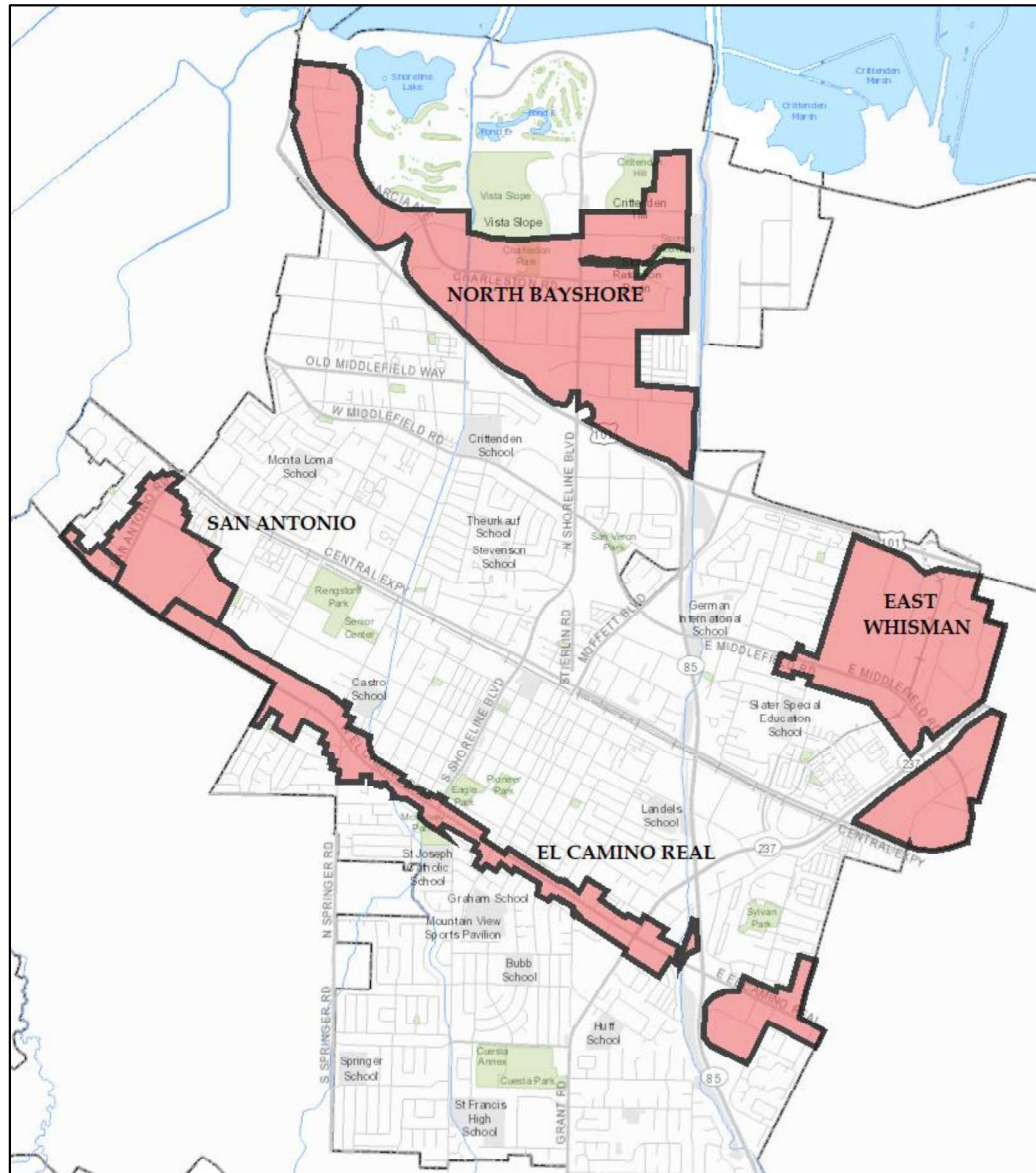 Shoreline
Lake
Crittenden
Marsh
Crittenden
Marsh
Vista Slope
Vista Slope
Crittenden
Hill
Crittenden
Charleston
Park
CHARLESTON RD
NORTH BAYSHORE
OLD MIDDLEFIELD WAY
W MIDDLEFIELD RD
101
Crittenden
School
N SHORELINE BLVD
Monta Loma
School
SAN ANTONIO
Theurkauf
School
Stevenson
School
San Veron
Park
101
CENTRAL EXPY
Rengstorff
Park
Senior
Center
STIERLIN RD
MOFFETT BLVD
German
International
School
85
EAST
WHISMAN
E MIDDLEFIELD RD
E MIDDLEFIELD RD
Slater Special
Education
School
Castro
School
S SHORELINE BLVD
237
Eagle
Park
Pioneer
Park
Landels
School
CENTRAL EXPY
237
EL CAMINO REAL
St Joseph
Catholic
School
Graham School
Mountain View
Sports Pavilion
N SPRINGER RD
Sylvan
Park
Bubb
School
E EL CAMINO REAL
Huff
School
S SPRINGER RD
Springer
School
Cuesta
Annex
Cuesta Park
85
St Francis
High
School
GRANT RD